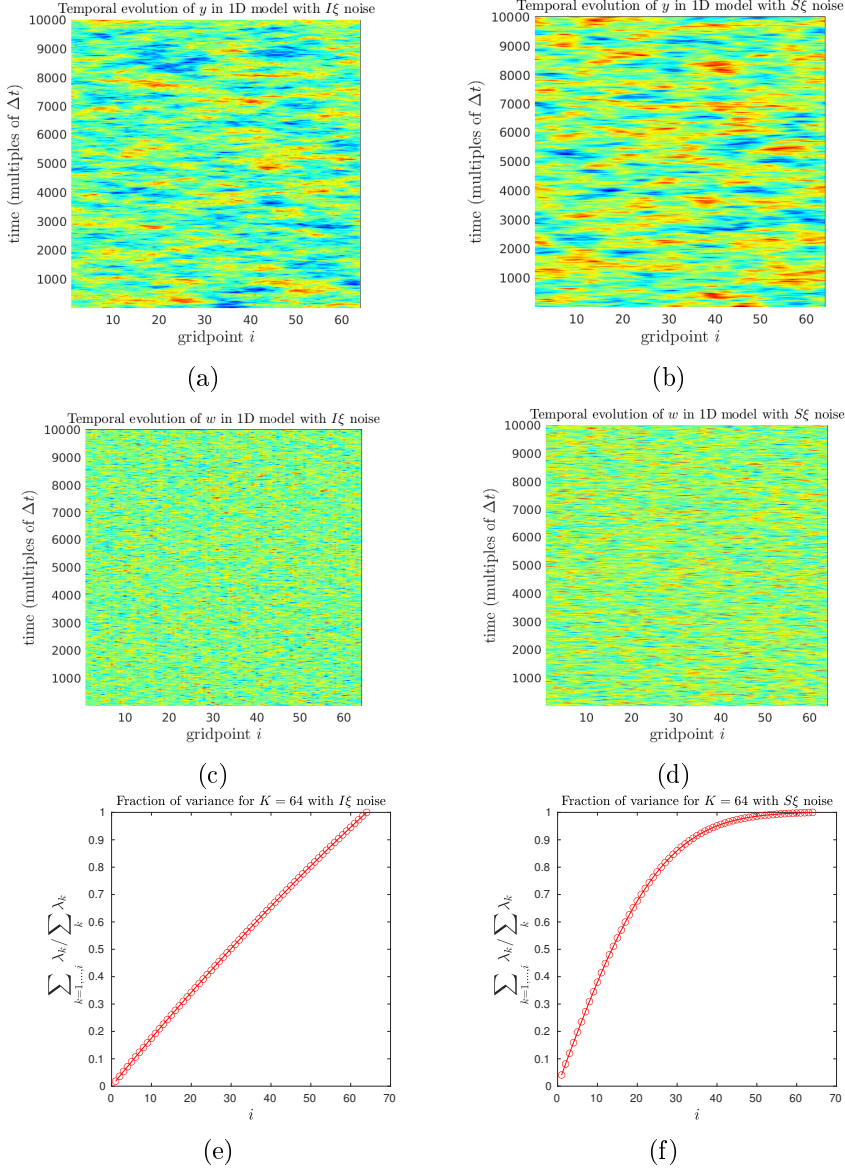 Temporal evolution of y in 1D model with Iξ noise
10000
9000
8000
7000
6000
5000
4000
3000
2000
1000
time (multiples of Δt)
10 20 30 40 50 60
gridpoint i
(a)
Temporal evolution of y in 1D model with Sξ noise
10000
9000
8000
7000
6000
5000
4000
3000
2000
1000
time (multiples of Δt)
10 20 30 40 50 60
gridpoint i
(b)
Temporal evolution of w in 1D model with Iξ noise
10000
9000
8000
7000
6000
5000
4000
3000
2000
1000
time (multiples of Δt)
10 20 30 40 50 60
gridpoint i
(c)
Temporal evolution of w in 1D model with Sξ noise
10000
9000
8000
7000
6000
5000
4000
3000
2000
1000
time (multiples of Δt)
10 20 30 40 50 60
gridpoint i
(d)
Fraction of variance for K = 64 with Iξ noise
1
0.9
0.8
0.7
0.6
0.5
0.4
0.3
0.2
0.1
0
∑ λ_k / ∑ λ_k
k=1,...,i k
0 10 20 30 40 50 60 70
i
(e)
Fraction of variance for K = 64 with Sξ noise
1
0.9
0.8
0.7
0.6
0.5
0.4
0.3
0.2
0.1
0
∑ λ_k / ∑ λ_k
k=1,...,i k
0 10 20 30 40 50 60 70
i
(f)